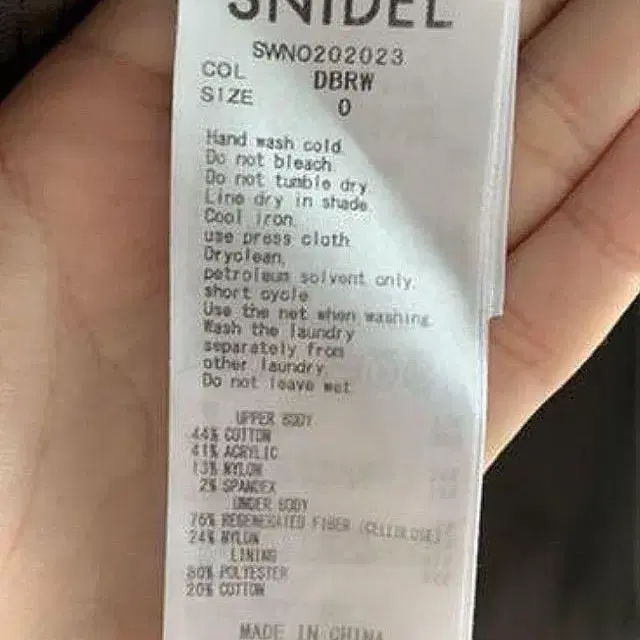 SNIDEL
SWNO202023
COL DBRW
SIZE 0
Hand wash cold.
Do not bleach.
Do not tumble dry.
Line dry in shade.
Cool iron.
use press cloth.
Dryclean,
petroleum solvent only.
short cycle
Use the net when washing.
Wash the laundry
separately from
other laundry.
Do not leave wet.
UPPER BODY
44% COTTON
41% ACRYLIC
13% NYLON
2% SPANDEX
UNDER BODY
76% REGENERATED FIBER (CELLULOSE)
24% NYLON
LINING
80% POLYESTER
20% COTTON
MADE IN CHINA